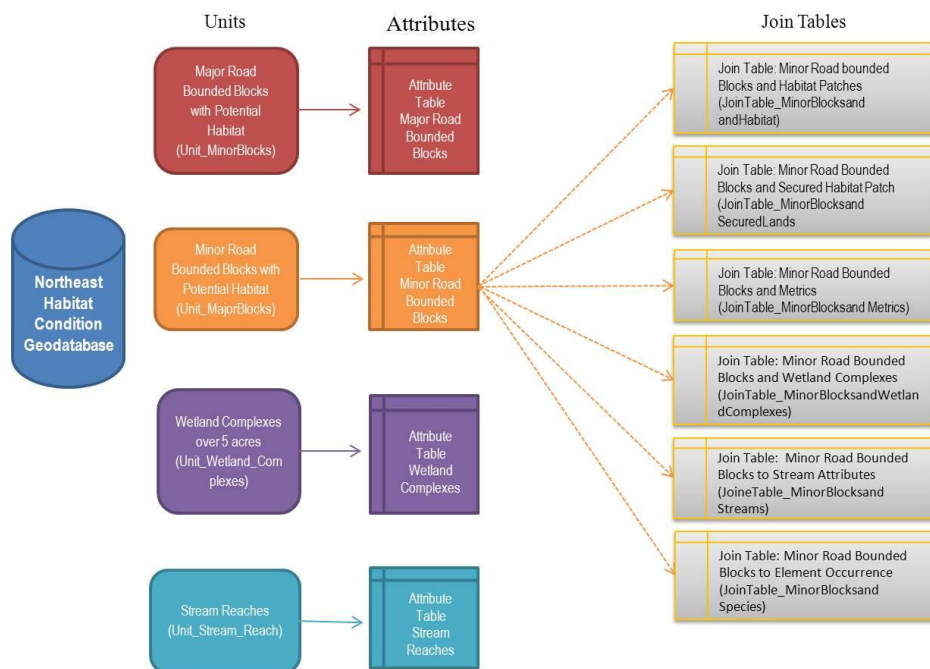 Units
Attributes
Join Tables
Northeast
Habitat
Condition
Geodatabase
Major Road
Bounded Blocks
with Potential
Habitat
(Unit_MinorBlocks)
Attribute
Table
Major Road
Bounded
Blocks
Minor Road
Bounded Blocks with
Potential Habitat
(Unit_MajorBlocks)
Attribute
Table
Minor Road
Bounded
Blocks
Wetland Complexes
over 5 acres
(Unit_Wetland_Com
plexes)
Attribute
Table
Wetland
Complexes
Stream Reaches
(Unit_Stream_Reach)
Attribute
Table
Stream
Reaches
Join Table: Minor Road bounded
Blocks and Habitat Patches
(JoinTable_MinorBlocksand
andHabitat)
Join Table: Minor Road Bounded
Blocks and Secured Habitat Patch
(JoinTable_MinorBlocksand
SecuredLands
Join Table: Minor Road Bounded
Blocks and Metrics
(JoinTable_MinorBlocksand Metrics)
Join Table: Minor Road Bounded
Blocks and Wetland Complexes
(JoinTable_MinorBlocksandWetlan
dComplexes)
Join Table:  Minor Road Bounded
Blocks to Stream Attributes
(JoineTable_MinorBlocksand
Streams)
Join Table: Minor Road Bounded
Blocks to Element Occurrence
(JoinTable_MinorBlocksand
Species)